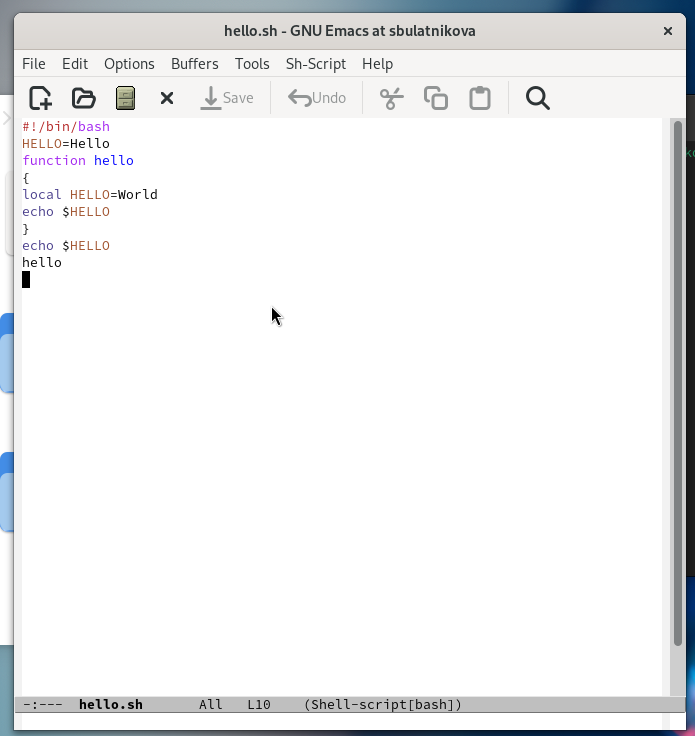 hello.sh - GNU Emacs at sbulatnikova
File Edit Options Buffers Tools Sh-Script Help
Save Undo
#!/bin/bash
HELLO=Hello
function hello
{
local HELLO=World
echo $HELLO
}
echo $HELLO
hello
-:--- hello.sh All L10 (Shell-script[bash])